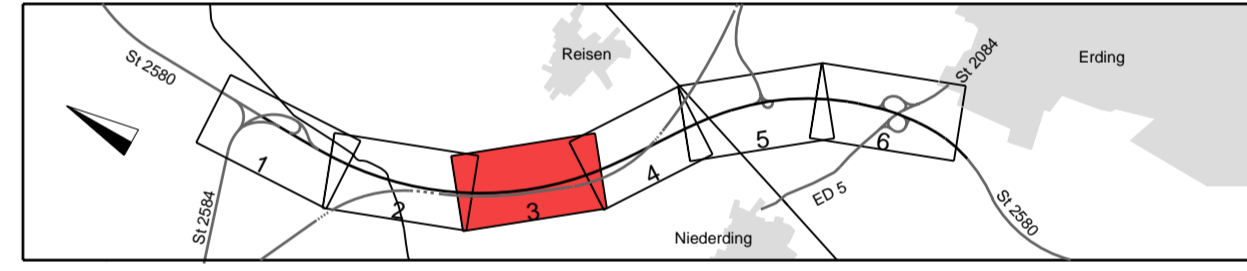 St 2580
Reisen
St 2084
Erding
1
2
3
4
5
6
St 2584
ED 5
Niederding
St 2580